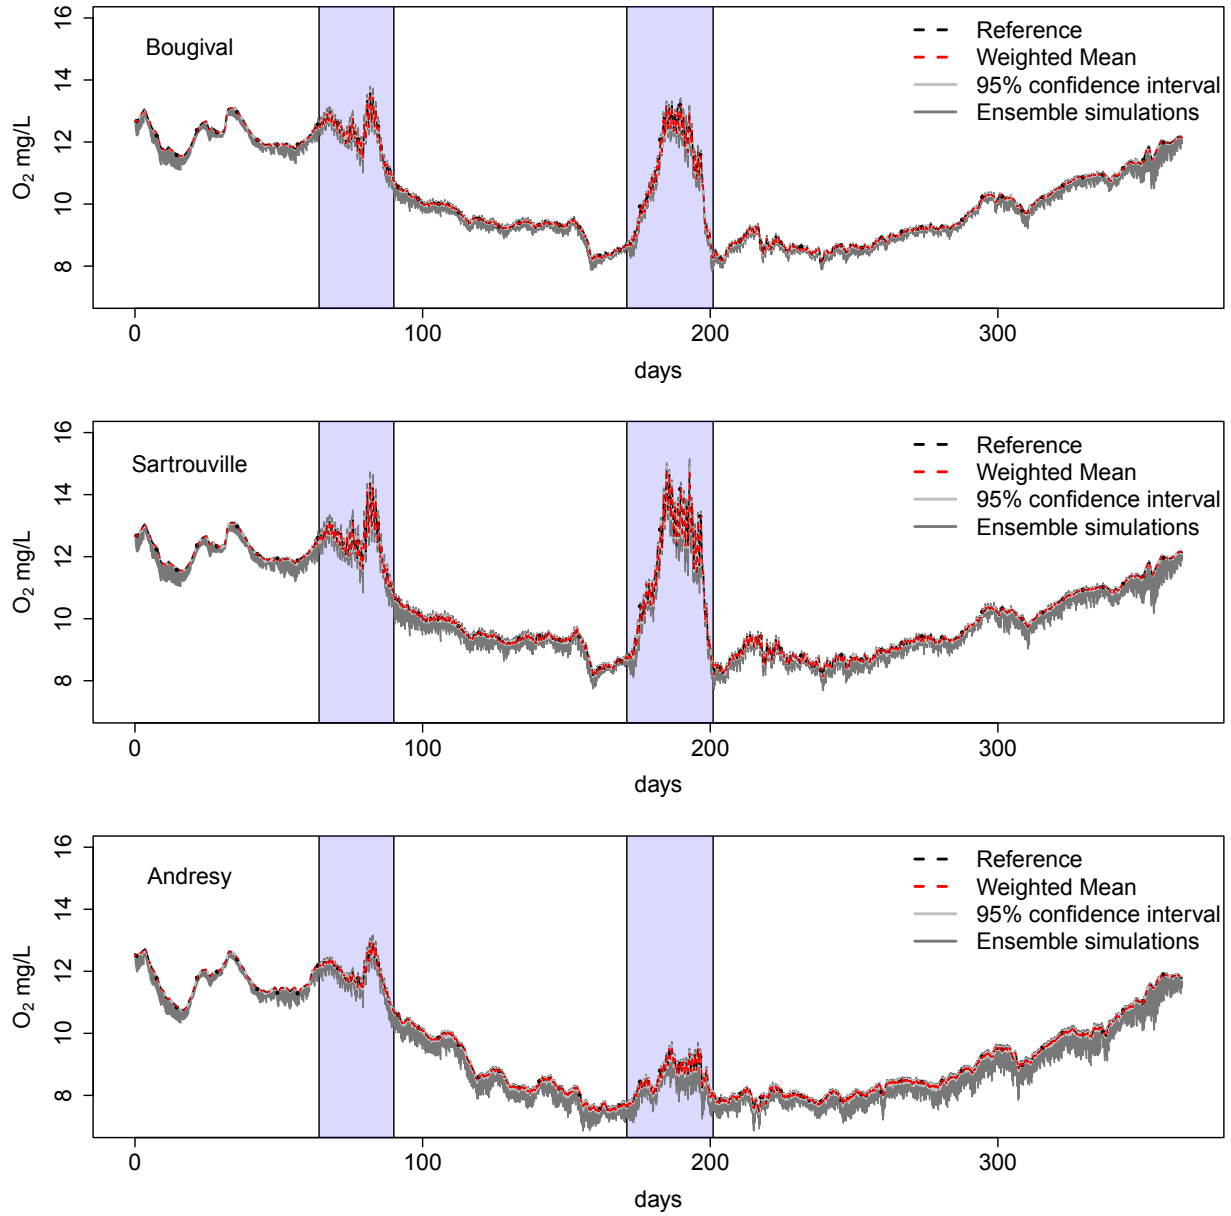 16
14
12
10
8
O₂ mg/L
Bougival
Reference
Weighted Mean
95% confidence interval
Ensemble simulations
0 100 200 300
days
16
14
12
10
8
O₂ mg/L
Sartrouville
Reference
Weighted Mean
95% confidence interval
Ensemble simulations
0 100 200 300
days
16
14
12
10
8
O₂ mg/L
Andresy
Reference
Weighted Mean
95% confidence interval
Ensemble simulations
0 100 200 300
days